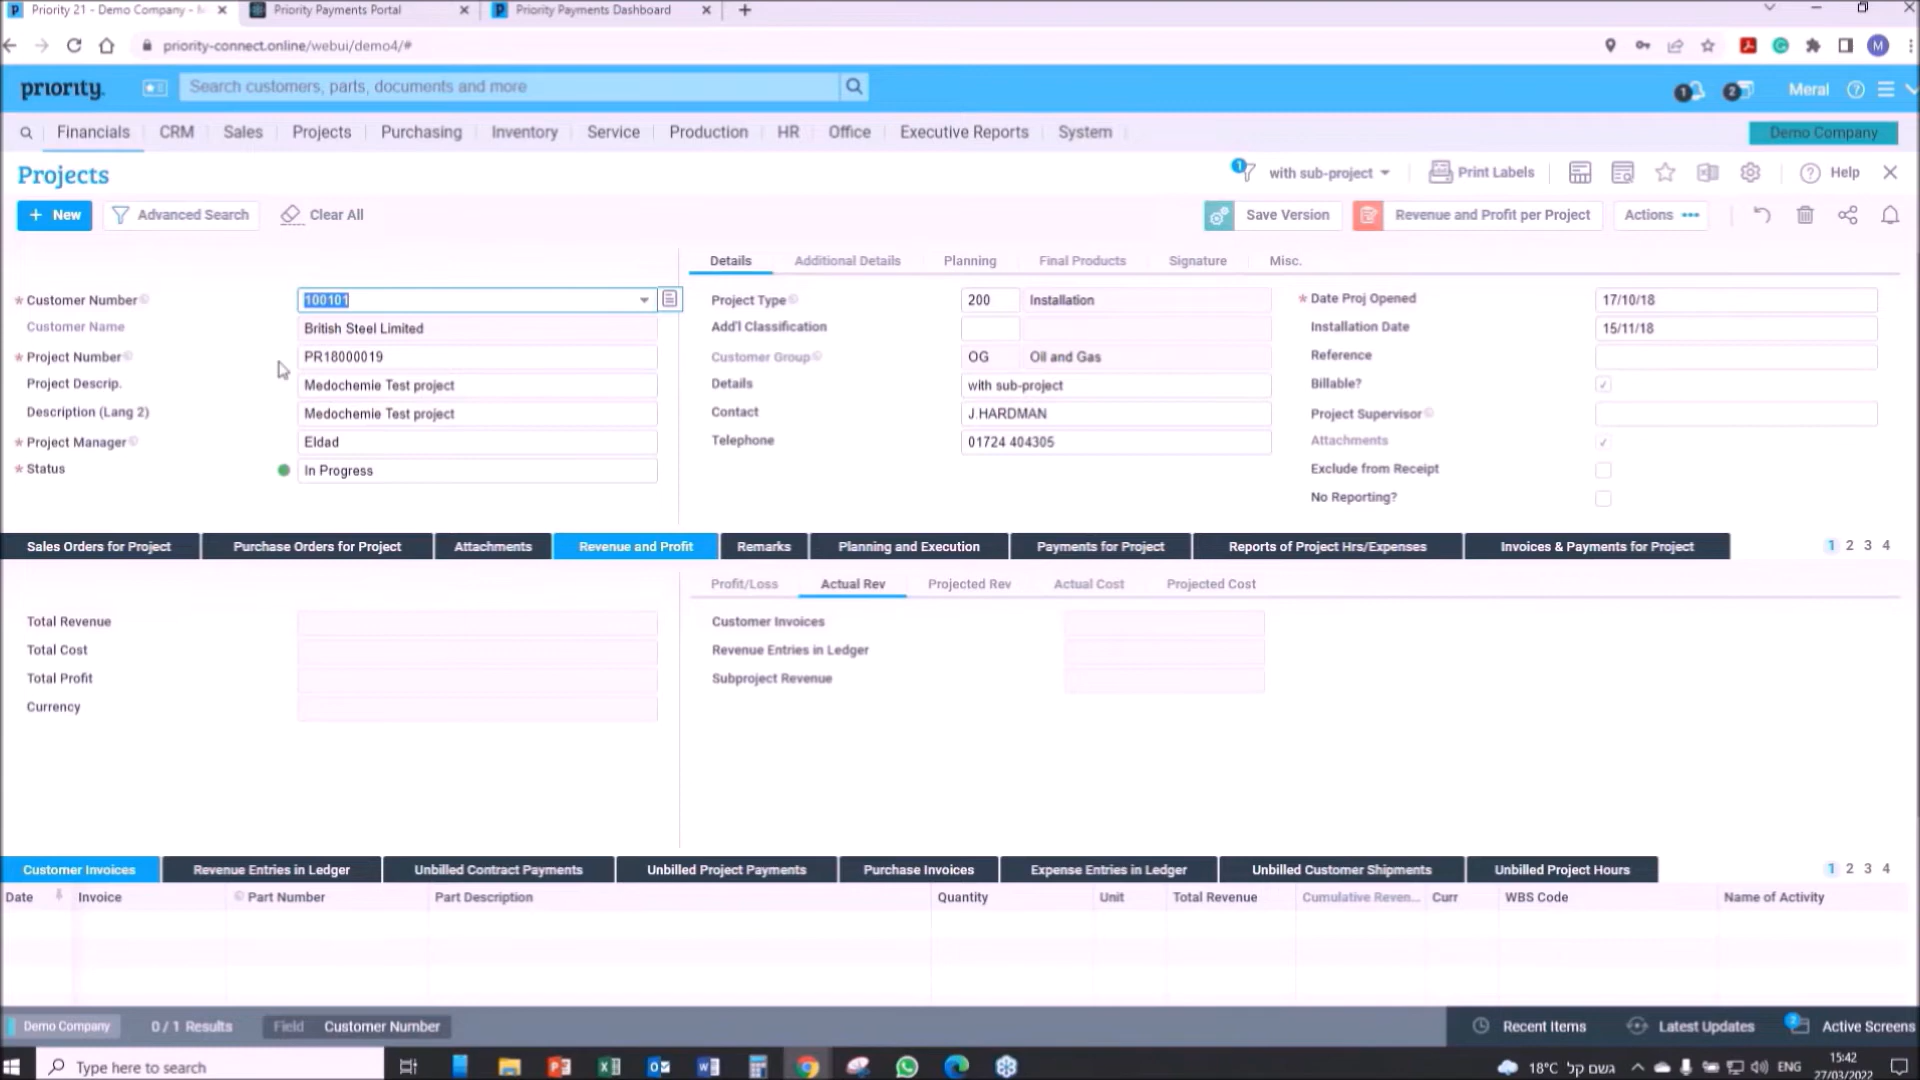 Priority 21 - Demo Company - M
Priority Payments Portal
Priority Payments Dashboard
priority-connect.online/webui/demo4/#
M
priority.
Search customers, parts, documents and more
1
2
Meral
Financials
CRM
Sales
Projects
Purchasing
Inventory
Service
Production
HR
Office
Executive Reports
System
Demo Company
Projects
1
with sub-project
Print Labels
Help
+ New
Advanced Search
Clear All
Save Version
Revenue and Profit per Project
Actions
Details
Additional Details
Planning
Final Products
Signature
Misc.
* Customer Number 100101
Customer Name British Steel Limited
* Project Number PR18000019
Project Descrip. Medochemie Test project
Description (Lang 2) Medochemie Test project
* Project Manager Eldad
* Status In Progress
Project Type 200 Installation
Add'l Classification
Customer Group OG Oil and Gas
Details with sub-project
Contact J.HARDMAN
Telephone 01724 404305
* Date Proj Opened 17/10/18
Installation Date 15/11/18
Reference
Billable?
Project Supervisor
Attachments
Exclude from Receipt
No Reporting?
Sales Orders for Project
Purchase Orders for Project
Attachments
Revenue and Profit
Remarks
Planning and Execution
Payments for Project
Reports of Project Hrs/Expenses
Invoices & Payments for Project
1 2 3 4
Profit/Loss
Actual Rev
Projected Rev
Actual Cost
Projected Cost
Total Revenue
Total Cost
Total Profit
Currency
Customer Invoices
Revenue Entries in Ledger
Subproject Revenue
Customer Invoices
Revenue Entries in Ledger
Unbilled Contract Payments
Unbilled Project Payments
Purchase Invoices
Expense Entries in Ledger
Unbilled Customer Shipments
Unbilled Project Hours
1 2 3 4
Date
Invoice
Part Number
Part Description
Quantity
Unit
Total Revenue
Cumulative Reven...
Curr
WBS Code
Name of Activity
Demo Company
0 / 1 Results
Field Customer Number
Recent Items
Latest Updates
2
Active Screens
Type here to search
18°C גשם קל
ENG
15:42
27/03/2022